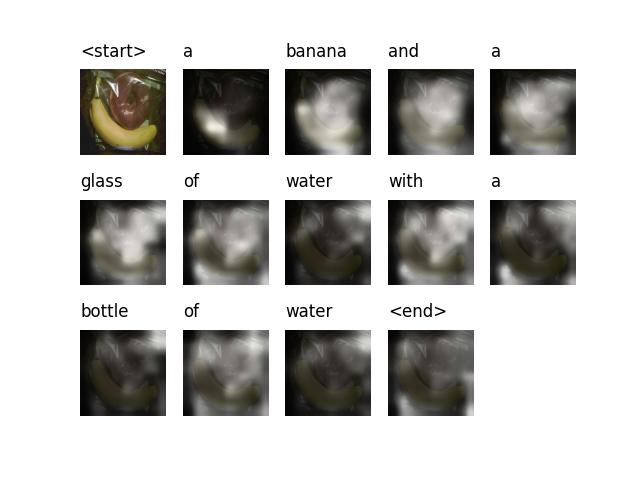 <start> a banana and a
glass of water with a
bottle of water <end>